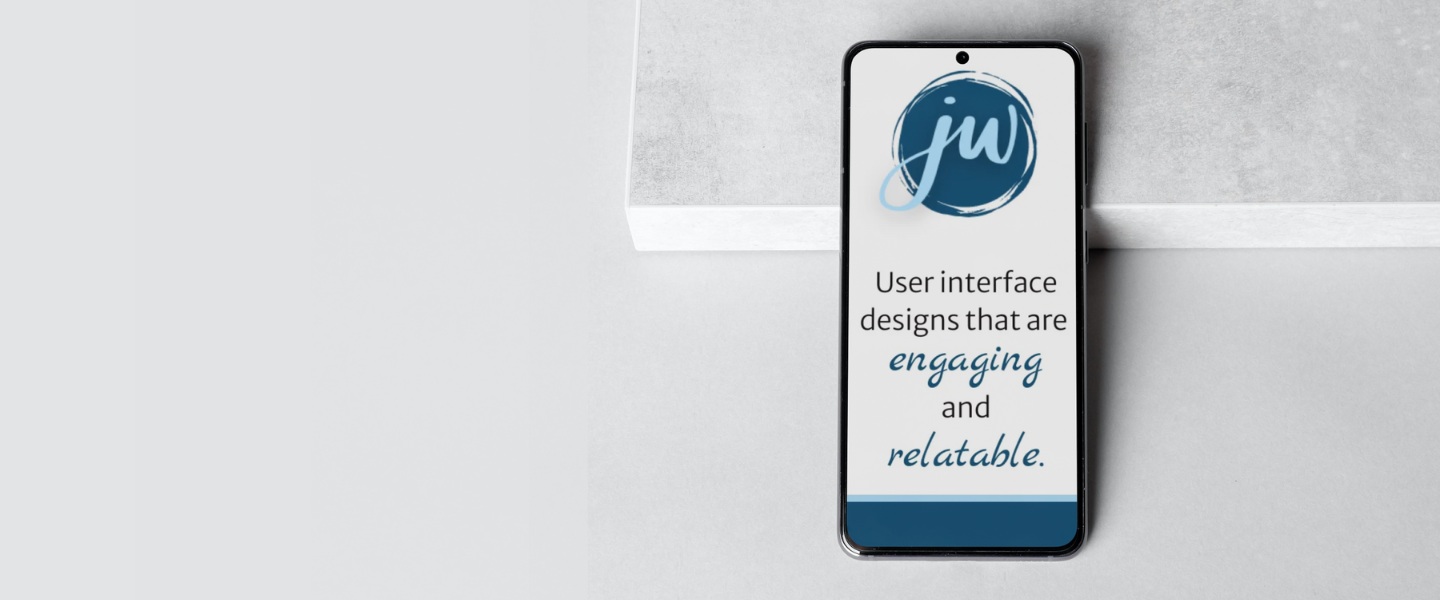 jw
User interface
designs that are
engaging
and
relatable.